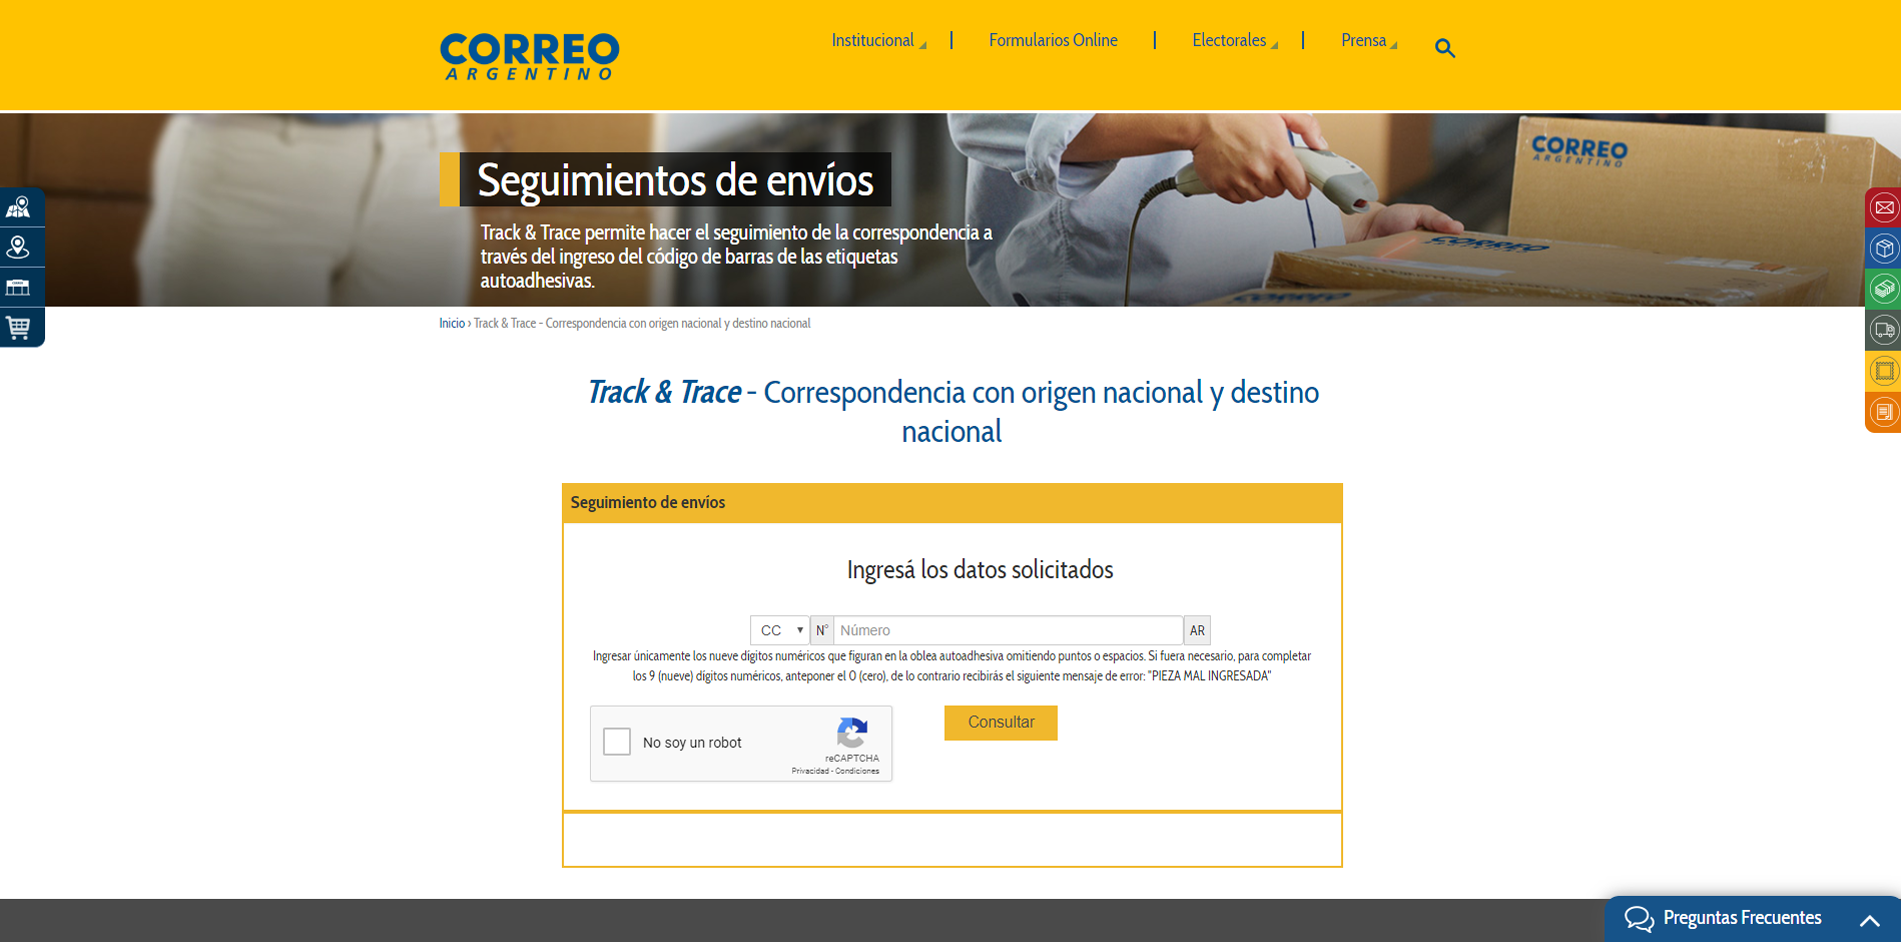 CORREO
ARGENTINO
Institucional
Formularios Online
Electorales
Prensa
CORREO
ARGENTINO
CORREO
Seguimientos de envíos
Track & Trace permite hacer el seguimiento de la correspondencia a
través del ingreso del código de barras de las etiquetas
autoadhesivas.
Inicio › Track & Trace - Correspondencia con origen nacional y destino nacional
Track & Trace - Correspondencia con origen nacional y destino
nacional
Seguimiento de envíos
Ingresá los datos solicitados
CC N° Número AR
Ingresar únicamente los nueve dígitos numéricos que figuran en la oblea autoadhesiva omitiendo puntos o espacios. Si fuera necesario, para completar
los 9 (nueve) dígitos numéricos, anteponer el 0 (cero), de lo contrario recibirás el siguiente mensaje de error: "PIEZA MAL INGRESADA"
No soy un robot
reCAPTCHA
Privacidad - Condiciones
Consultar
Preguntas Frecuentes